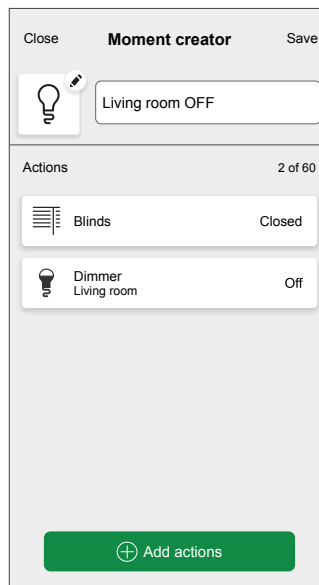 Close Moment creator Save
Living room OFF
Actions 2 of 60
Blinds Closed
Dimmer
Living room
Off
Add actions